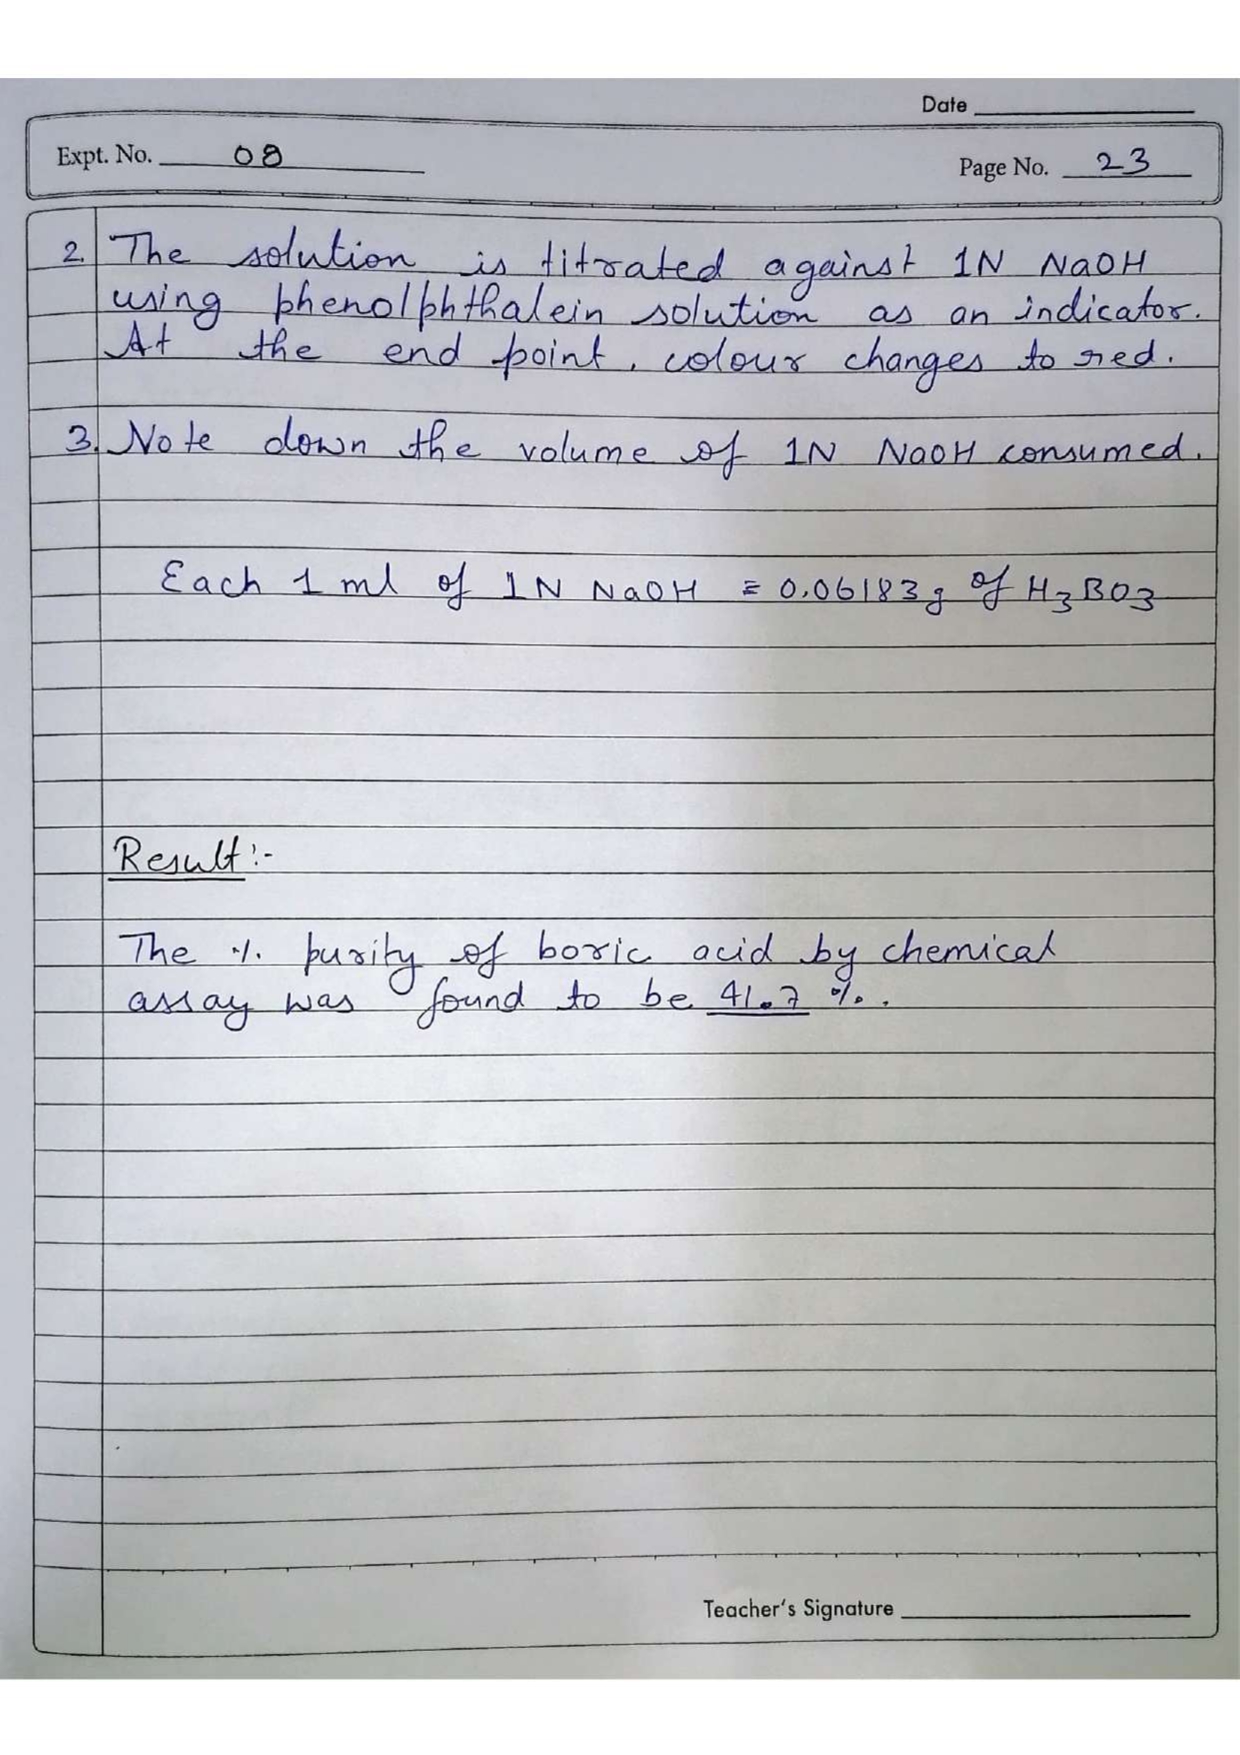 Date
Expt. No. 08
Page No. 23
2. The solution is titrated against 1N NaOH
using phenolphthalein solution as an indicator.
At the end point, colour changes to red.
3. Note down the volume of 1N NaOH consumed.
Each 1 ml of 1N NaOH ≡ 0.06183g of H3BO3
Result:-
The % purity of boric acid by chemical
assay was found to be 41.7 %.
Teacher's Signature